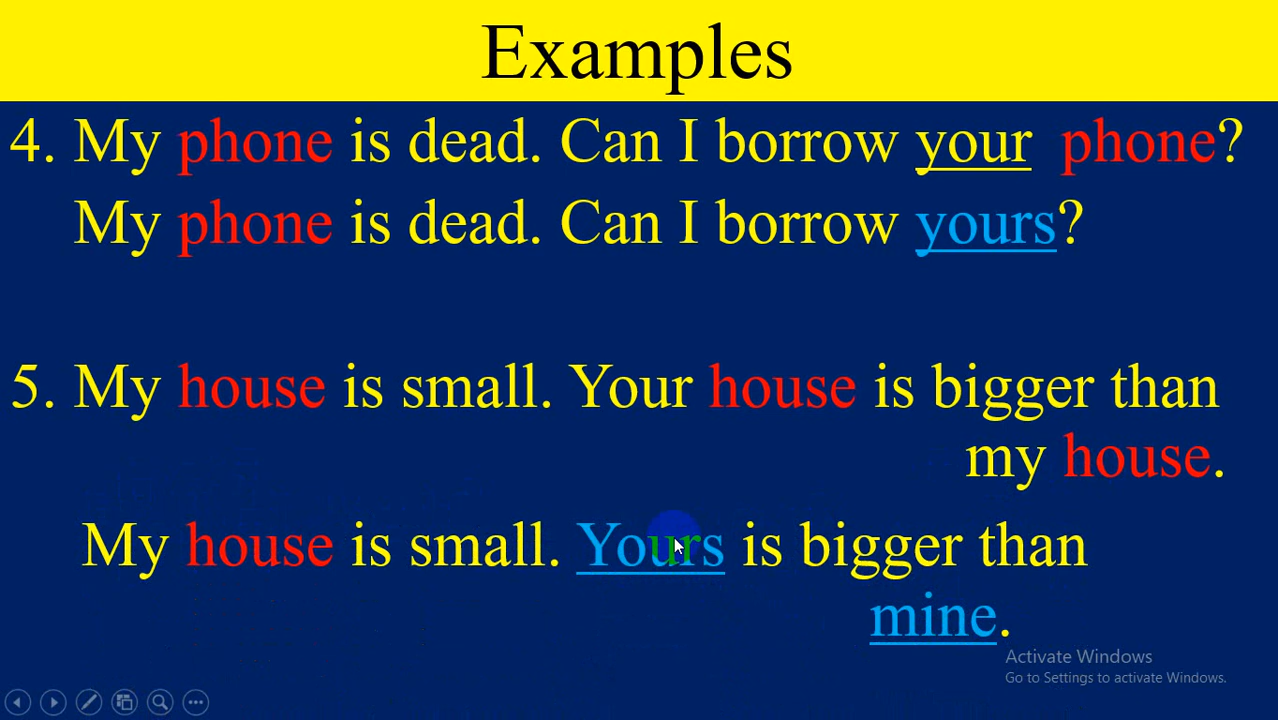 Examples
4. My phone is dead. Can I borrow your phone?
My phone is dead. Can I borrow yours?
5. My house is small. Your house is bigger than
my house.
My house is small. Yours is bigger than
mine.
Activate Windows
Go to Settings to activate Windows.